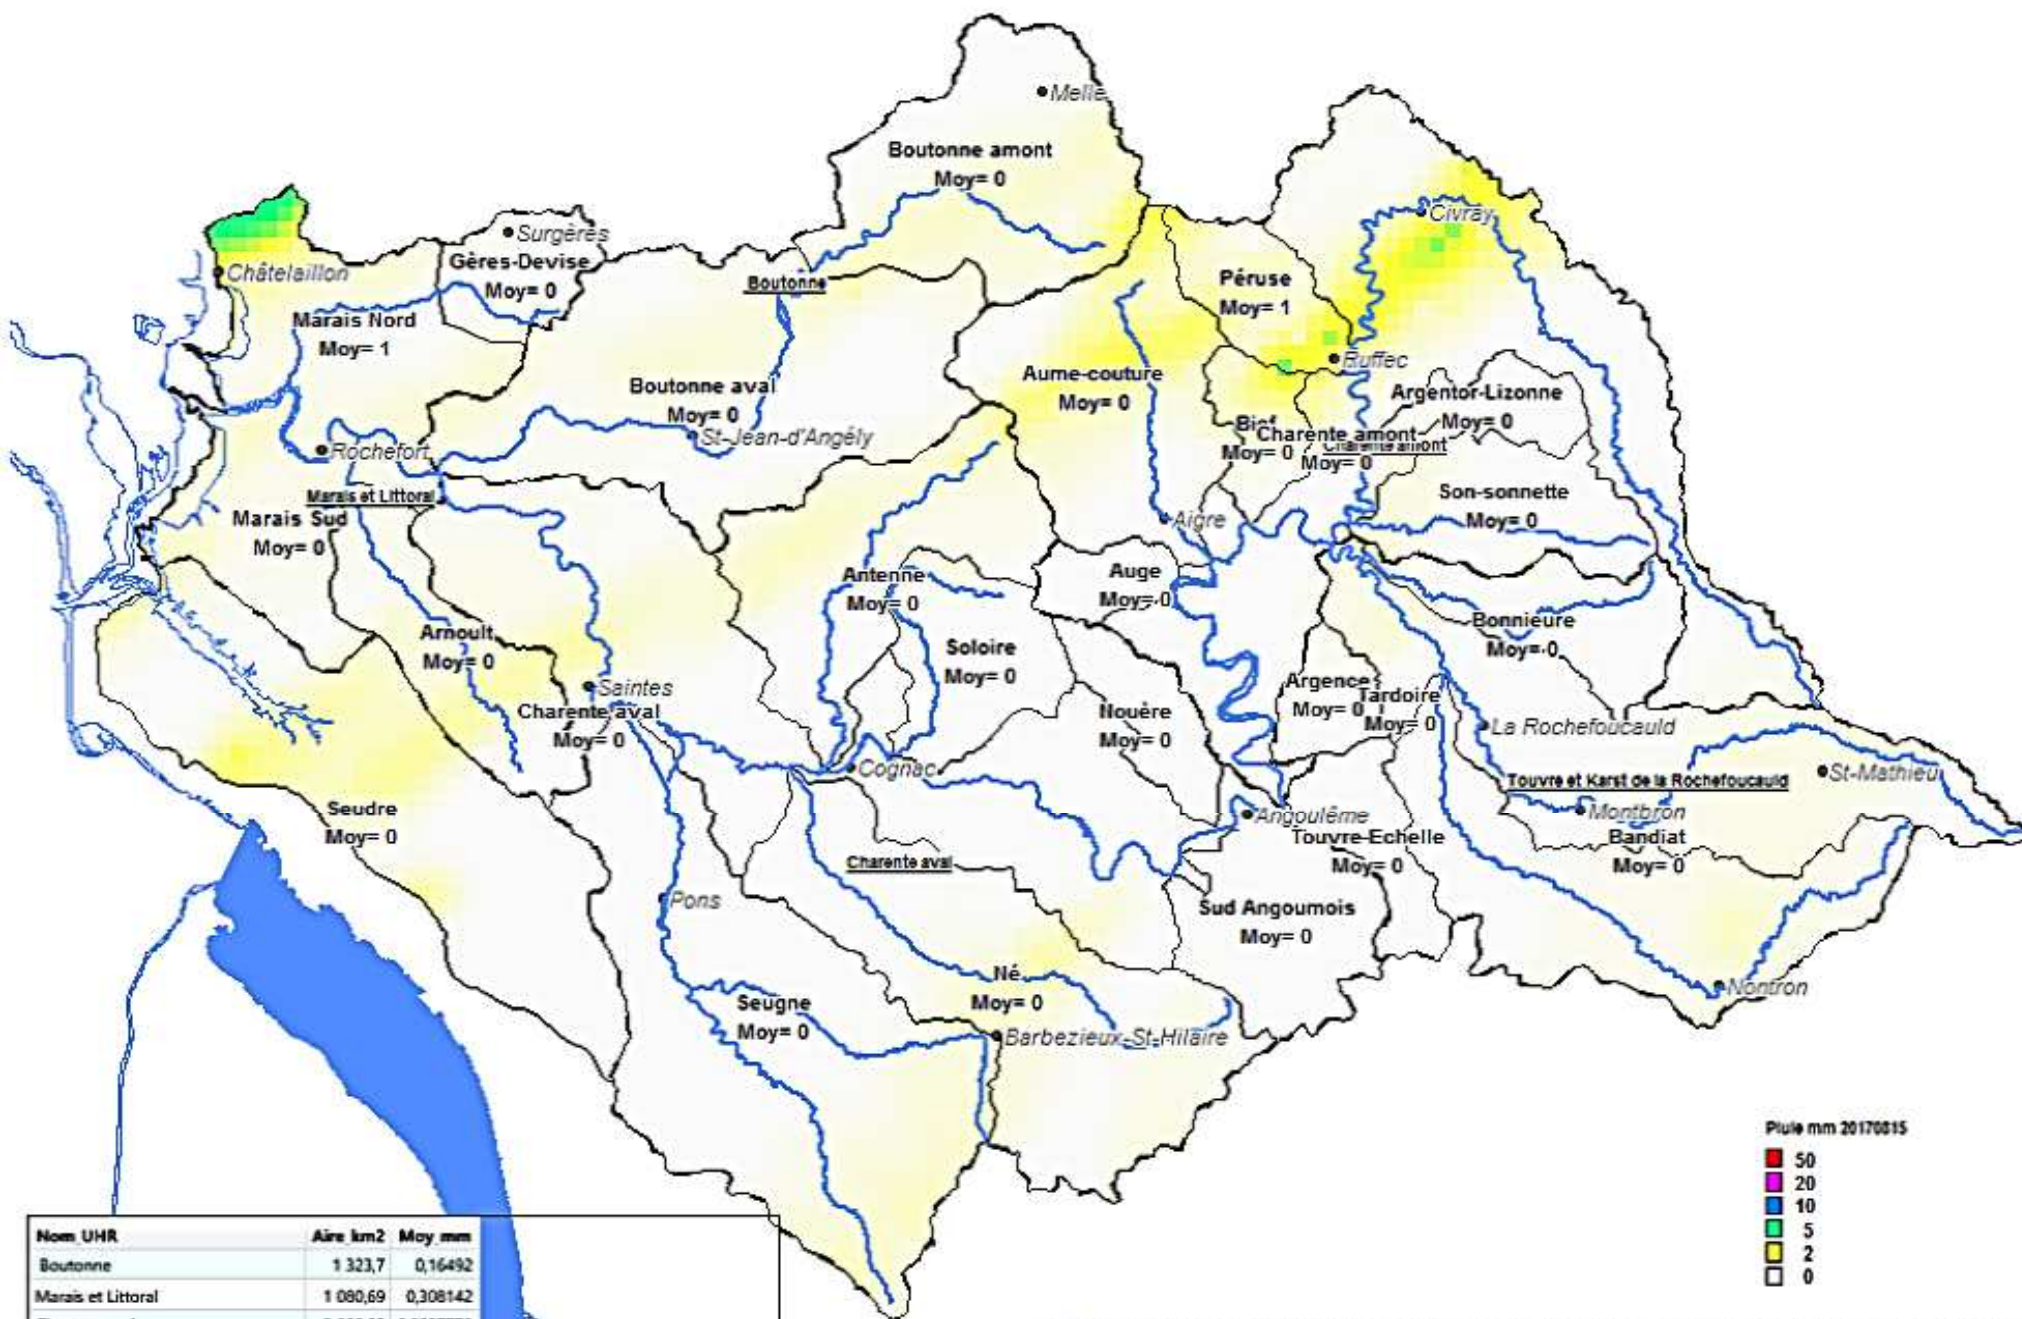 Melle
Boutonne amont
Moy= 0
Civray
Surgères
Châtelaillon
Gères-Devise
Moy= 0
Boutonne
Péruse
Moy= 1
Marais Nord
Moy= 1
Ruffec
Boutonne aval
Moy= 0
Aume-couture
Moy= 0
Argentor-Lizonne
Moy= 0
Charente amont
Moy= 0
Charente amont
Moy= 0
St-Jean-d'Angély
Rochefort
Marais et Littoral
Son-sonnette
Moy= 0
Marais Sud
Moy= 0
Aigre
Antenne
Moy= 0
Auge
Moy= 0
Bonnieure
Moy= 0
Arnoult
Moy= 0
Soloire
Moy= 0
Saintes
Argence
Moy= 0
Tardoire
Moy= 0
Charente aval
Moy= 0
Nouère
Moy= 0
La Rochefoucauld
Cognac
St-Mathieu
Touvre et Karst de la Rochefoucauld
Seudre
Moy= 0
Angoulême
Montbron
Touvre-Echelle
Moy= 0
Bandiat
Moy= 0
Charente aval
Pons
Sud Angoumois
Moy= 0
Né
Moy= 0
Seugne
Moy= 0
Nontron
Barbezieux-St-Hilaire
Pluie mm 20170815
50
20
10
5
2
0
Nom_UHR Aire_km2 Moy_mm
Boutonne 1 323,7 0,16492
Marais et Littoral 1 080,69 0,308142